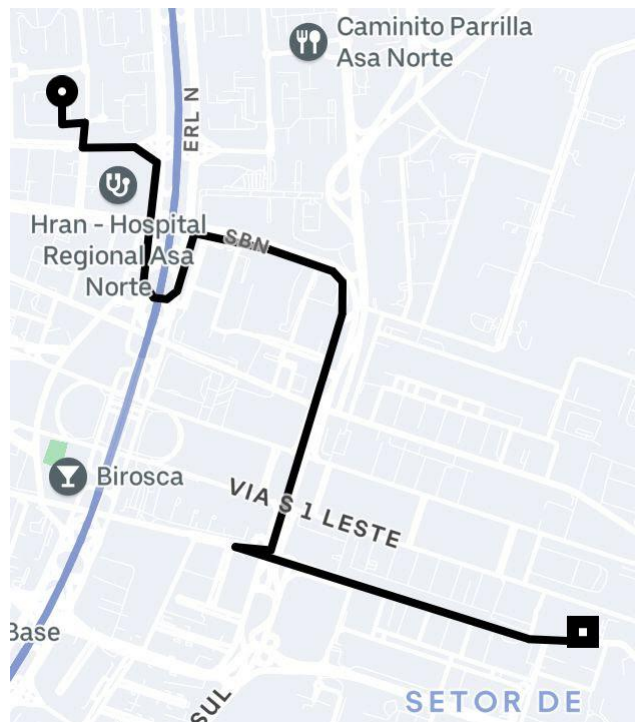 Caminito Parrilla
Asa Norte
ERL N
Hran - Hospital
Regional Asa
Norte
SBN
Birosca
VIA S 1 LESTE
Base
SUL
SETOR DE